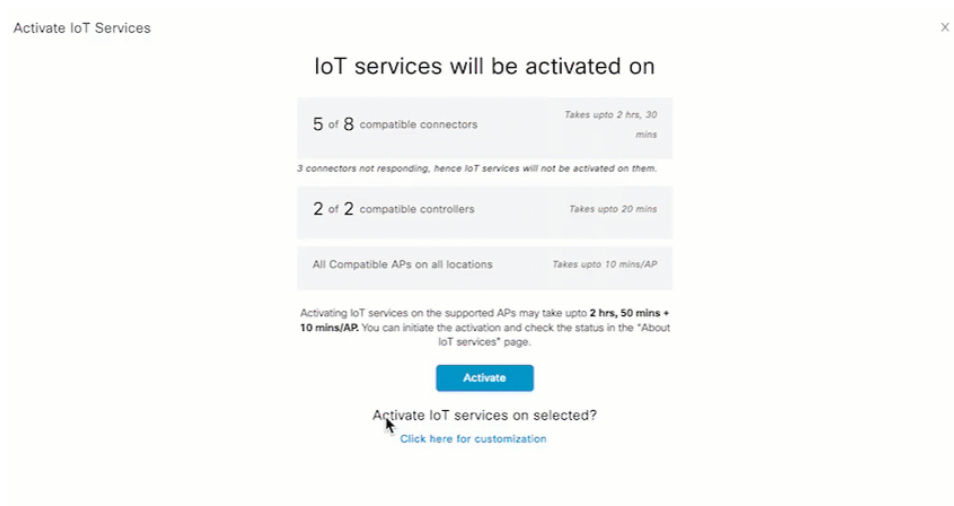 Activate IoT Services
X
IoT services will be activated on
5 of 8 compatible connectors
Takes upto 2 hrs, 30
mins
3 connectors not responding, hence IoT services will not be activated on them.
2 of 2 compatible controllers
Takes upto 20 mins
All Compatible APs on all locations
Takes upto 10 mins/AP
Activating IoT services on the supported APs may take upto 2 hrs, 50 mins +
10 mins/AP. You can initiate the activation and check the status in the "About
IoT services" page.
Activate
Activate IoT services on selected?
Click here for customization